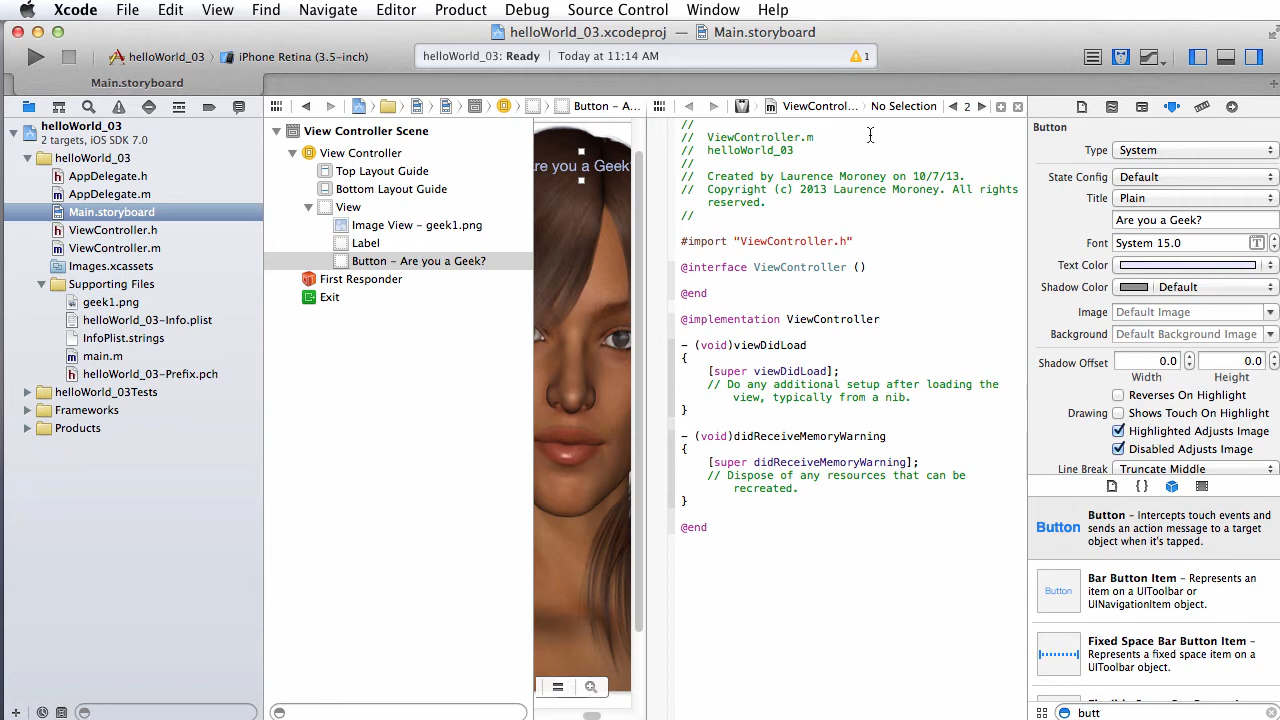 Xcode File Edit View Find Navigate Editor Product Debug Source Control Window Help
helloWorld_03.xcodeproj — Main.storyboard
helloWorld_03 iPhone Retina (3.5-inch) helloWorld_03: Ready Today at 11:14 AM 1
Main.storyboard
Button – A... ViewControl... No Selection 2
helloWorld_03
2 targets, iOS SDK 7.0
helloWorld_03
AppDelegate.h
AppDelegate.m
Main.storyboard
ViewController.h
ViewController.m
Images.xcassets
Supporting Files
geek1.png
helloWorld_03-Info.plist
InfoPlist.strings
main.m
helloWorld_03-Prefix.pch
helloWorld_03Tests
Frameworks
Products
View Controller Scene
View Controller
Top Layout Guide
Bottom Layout Guide
View
Image View – geek1.png
Label
Button – Are you a Geek?
First Responder
Exit
re you a Geek
//
// ViewController.m
// helloWorld_03
//
// Created by Laurence Moroney on 10/7/13.
// Copyright (c) 2013 Laurence Moroney. All rights
reserved.
//
#import "ViewController.h"
@interface ViewController ()
@end
@implementation ViewController
- (void)viewDidLoad
{
[super viewDidLoad];
// Do any additional setup after loading the
view, typically from a nib.
}
- (void)didReceiveMemoryWarning
{
[super didReceiveMemoryWarning];
// Dispose of any resources that can be
recreated.
}
@end
Button
Type System
State Config Default
Title Plain
Are you a Geek?
Font System 15.0
Text Color
Shadow Color Default
Image Default Image
Background Default Background Image
Shadow Offset 0.0 0.0
Width Height
Reverses On Highlight
Drawing Shows Touch On Highlight
Highlighted Adjusts Image
Disabled Adjusts Image
Line Break Truncate Middle
Button Button – Intercepts touch events and
sends an action message to a target
object when it's tapped.
Button Bar Button Item – Represents an
item on a UIToolbar or
UINavigationItem object.
Fixed Space Bar Button Item –
Represents a fixed space item on a
UIToolbar object.
butt